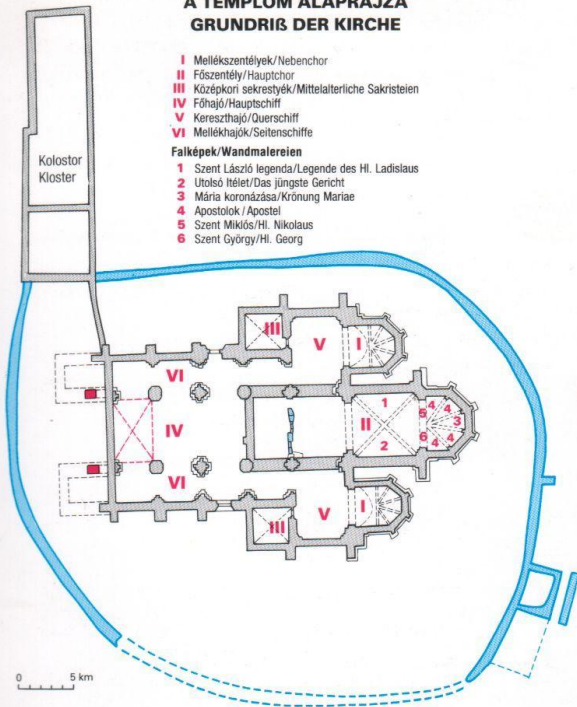 A TEMPLOM ALAPRAJZA
GRUNDRIß DER KIRCHE
I Mellékszentélyek/Nebenchor
II Főszentély/Hauptchor
III Középkori sekrestyék/Mittelalterliche Sakristeien
IV Főhajó/Hauptschiff
V Kereszthajó/Querschiff
VI Mellékhajók/Seitenschiffe
Falképek/Wandmalereien
1 Szent László legenda/Legende des Hl. Ladislaus
2 Utolsó Itélet/Das jüngste Gericht
3 Mária koronázása/Krönung Mariae
4 Apostolok/Apostel
5 Szent Miklós/Hl. Nikolaus
6 Szent György/Hl. Georg
Kolostor
Kloster
III
V
I
VI
IV
II
1
2
5
6
4
4
3
4
4
VI
III
V
I
0 5 km